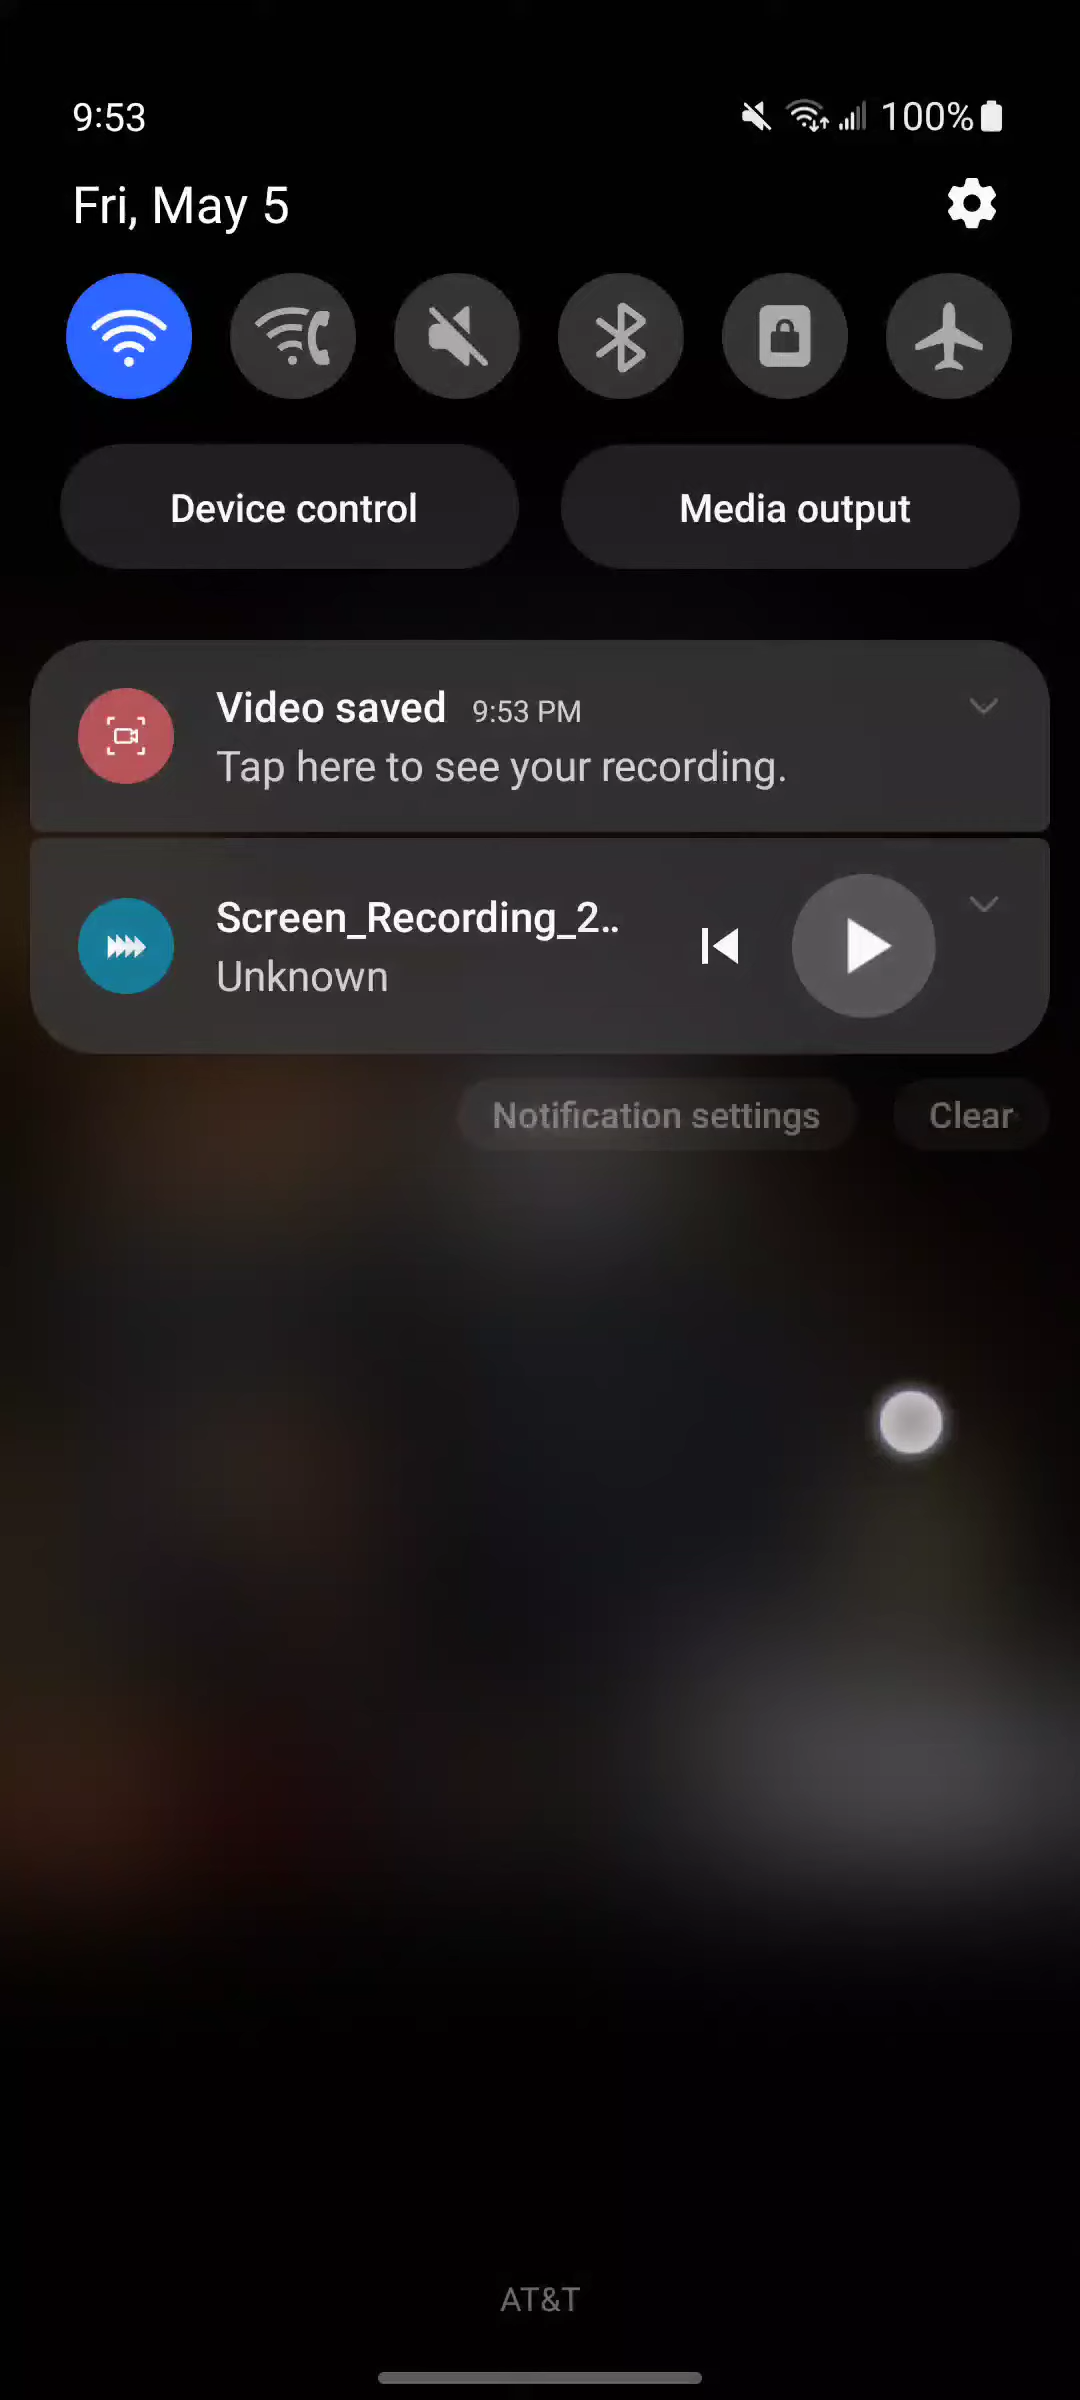 9:53 100%
Fri, May 5
Device control Media output
Video saved 9:53 PM
Tap here to see your recording.
Screen_Recording_2..
Unknown
Notification settings Clear
AT&T